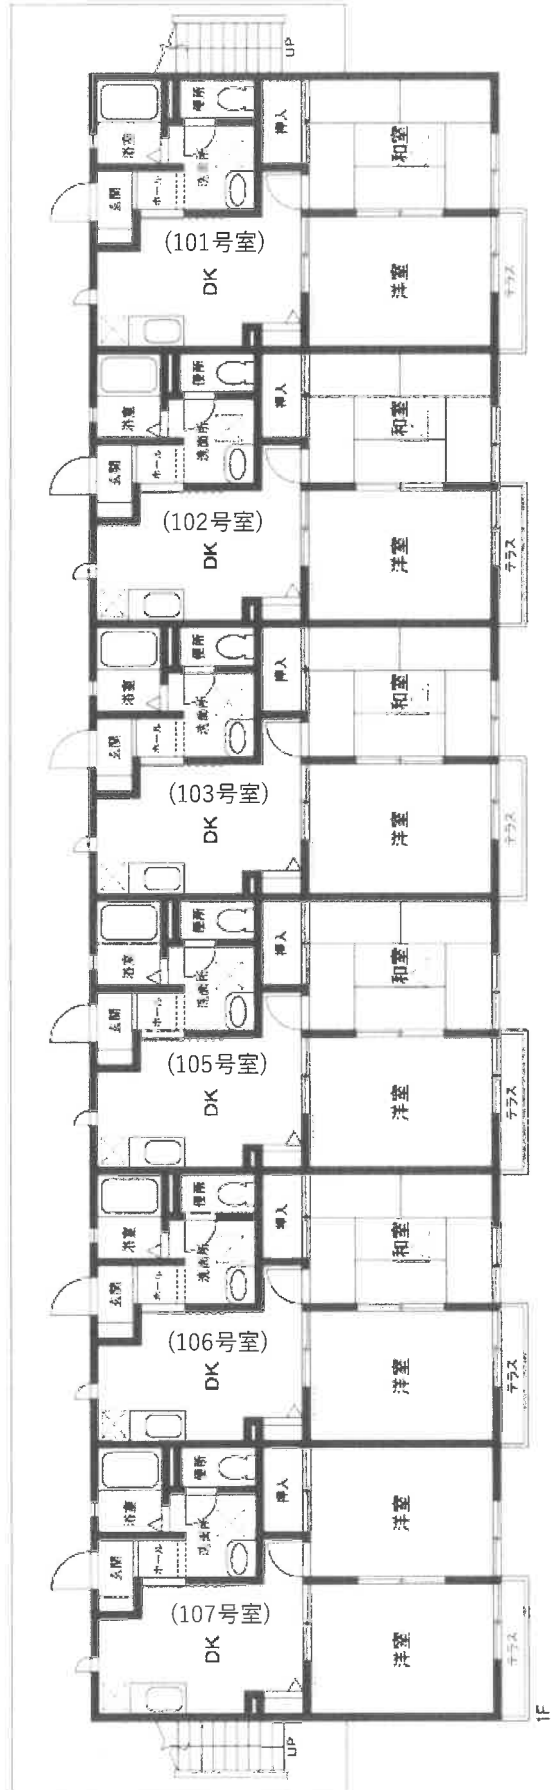 UP
浴室
便所
玄関
ホール
洗面所
押入
和室
(101号室)
DK
洋室
テラス
浴室
便所
玄関
ホール
洗面所
押入
和室
(102号室)
DK
洋室
テラス
浴室
便所
玄関
ホール
洗面所
押入
和室
(103号室)
DK
洋室
テラス
浴室
便所
玄関
ホール
洗面所
押入
和室
(105号室)
DK
洋室
テラス
浴室
便所
玄関
ホール
洗面所
押入
和室
(106号室)
DK
洋室
テラス
浴室
便所
玄関
ホール
洗面所
押入
洋室
(107号室)
DK
洋室
テラス
UP
1F